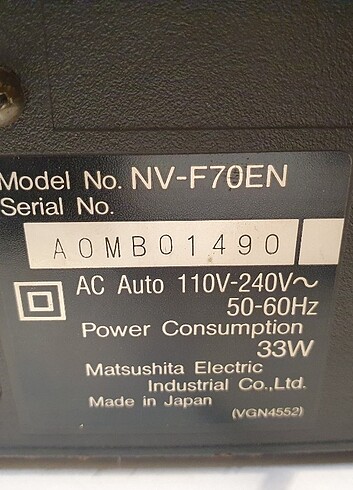 Model No. NV-F70EN
Serial No.
A0MB01490
AC Auto 110V-240V~
50-60Hz
Power Consumption
33W
Matsushita Electric
Industrial Co.,Ltd.
Made in Japan
(VGN4552)